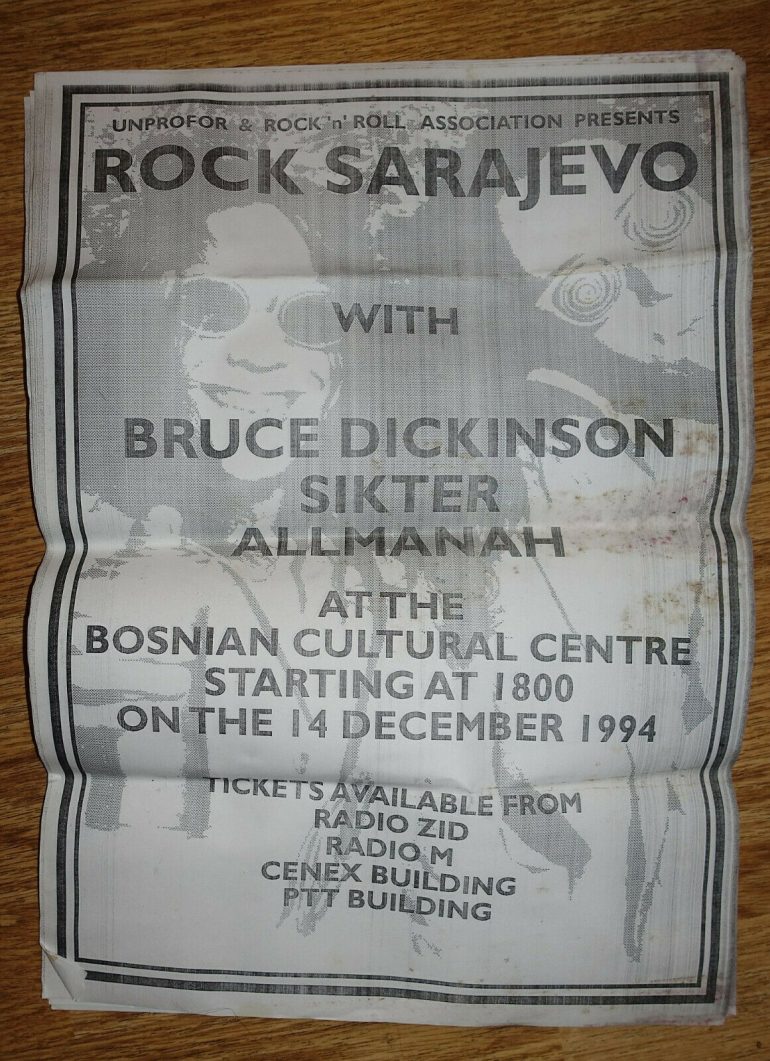 UNPROFOR & ROCK 'n' ROLL ASSOCIATION PRESENTS
ROCK SARAJEVO
WITH
BRUCE DICKINSON
SIKTER
ALLMANAH
AT THE
BOSNIAN CULTURAL CENTRE
STARTING AT 1800
ON THE 14 DECEMBER 1994
TICKETS AVAILABLE FROM
RADIO ZID
RADIO M
CENEX BUILDING
PTT BUILDING